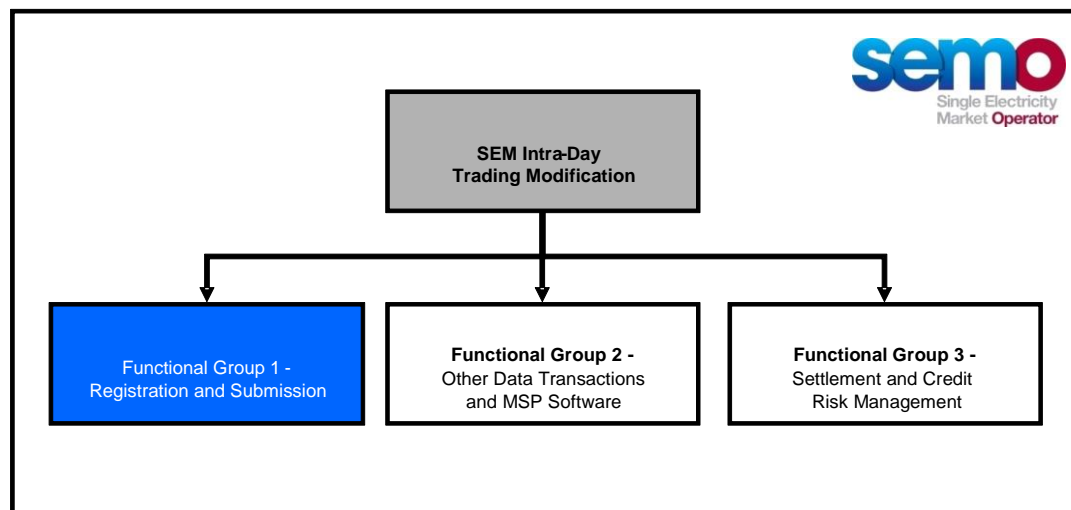 semo
Single Electricity
Market Operator
SEM Intra-Day
Trading Modification
Functional Group 1 -
Registration and Submission
Functional Group 2 -
Other Data Transactions
and MSP Software
Functional Group 3 -
Settlement and Credit
Risk Management